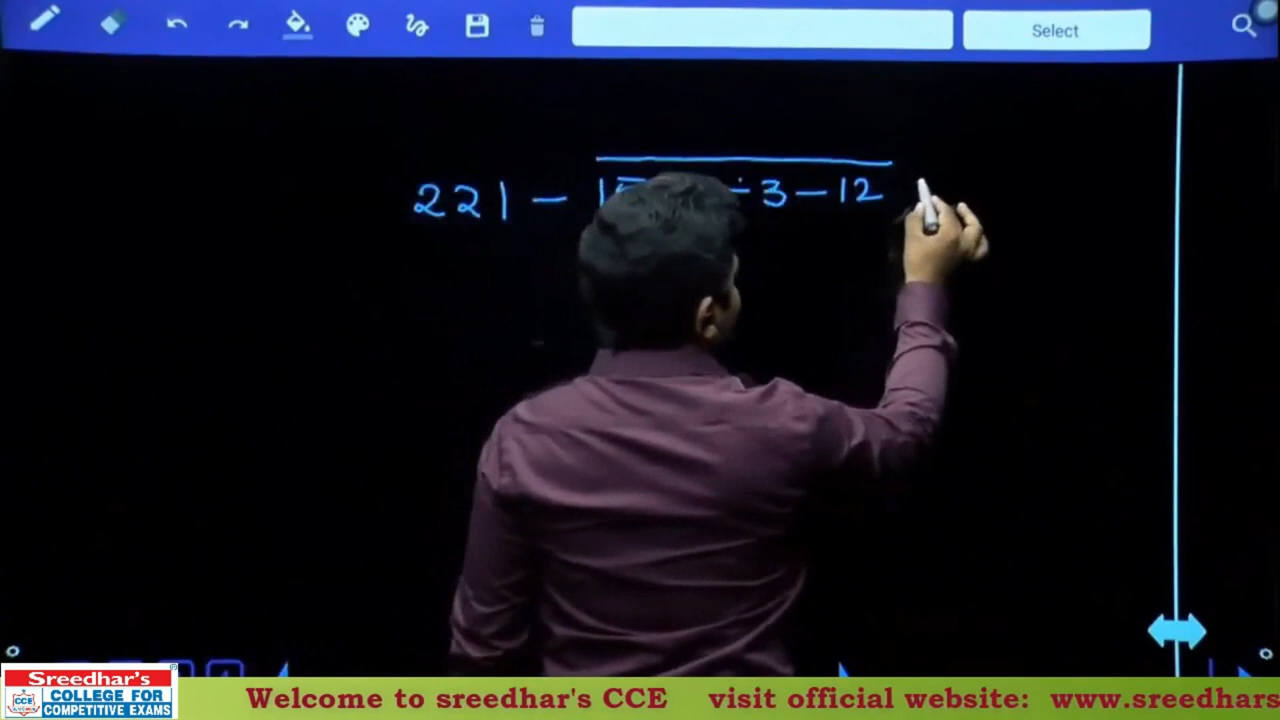 Select
221 - 15 ÷ 3 - 12
Sreedhar's
CCE
COLLEGE FOR
COMPETITIVE EXAMS
Welcome to sreedhar's CCE visit official website: www.sreedhars